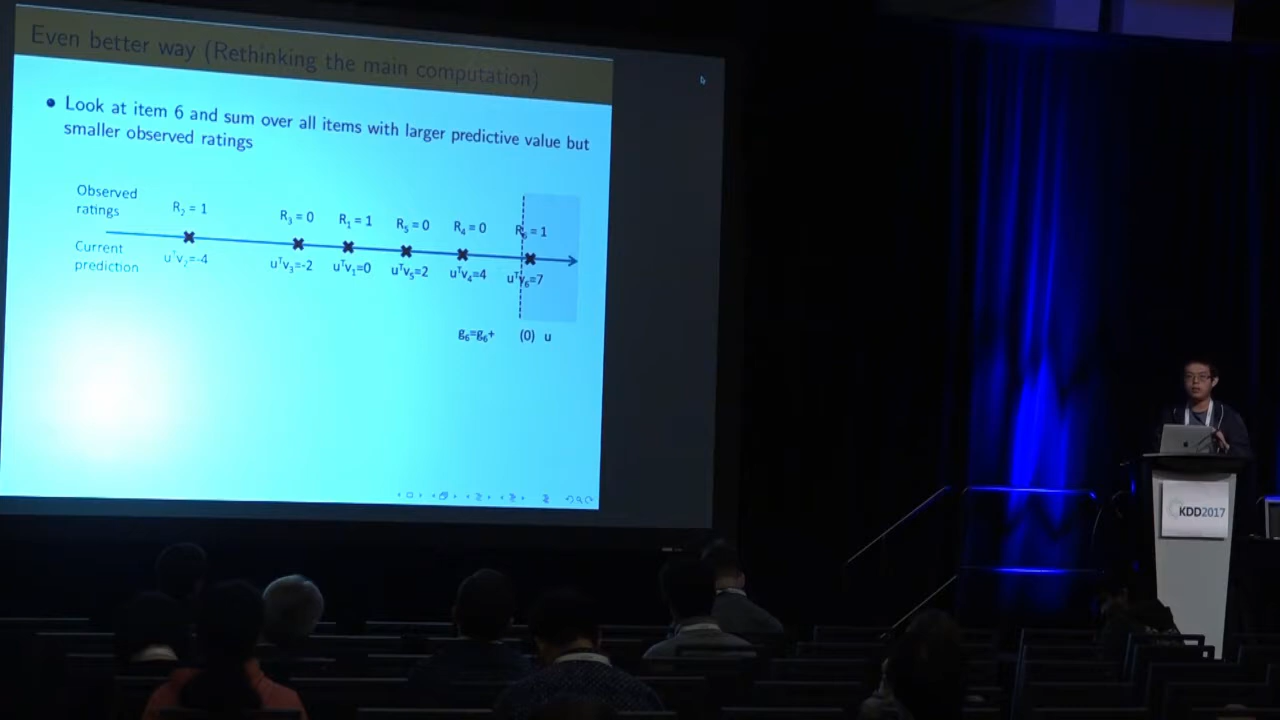 Even better way (Rethinking the main computation)
• Look at item 6 and sum over all items with larger predictive value but
smaller observed ratings
Observed
ratings
R₂ = 1
R₃ = 0
R₁ = 1
R₅ = 0
R₄ = 0
R₆ = 1
Current
prediction
uᵀv₂=-4
uᵀv₃=-2
uᵀv₁=0
uᵀv₅=2
uᵀv₄=4
uᵀv₆=7
g₆=g₆+ (0) u
KDD2017